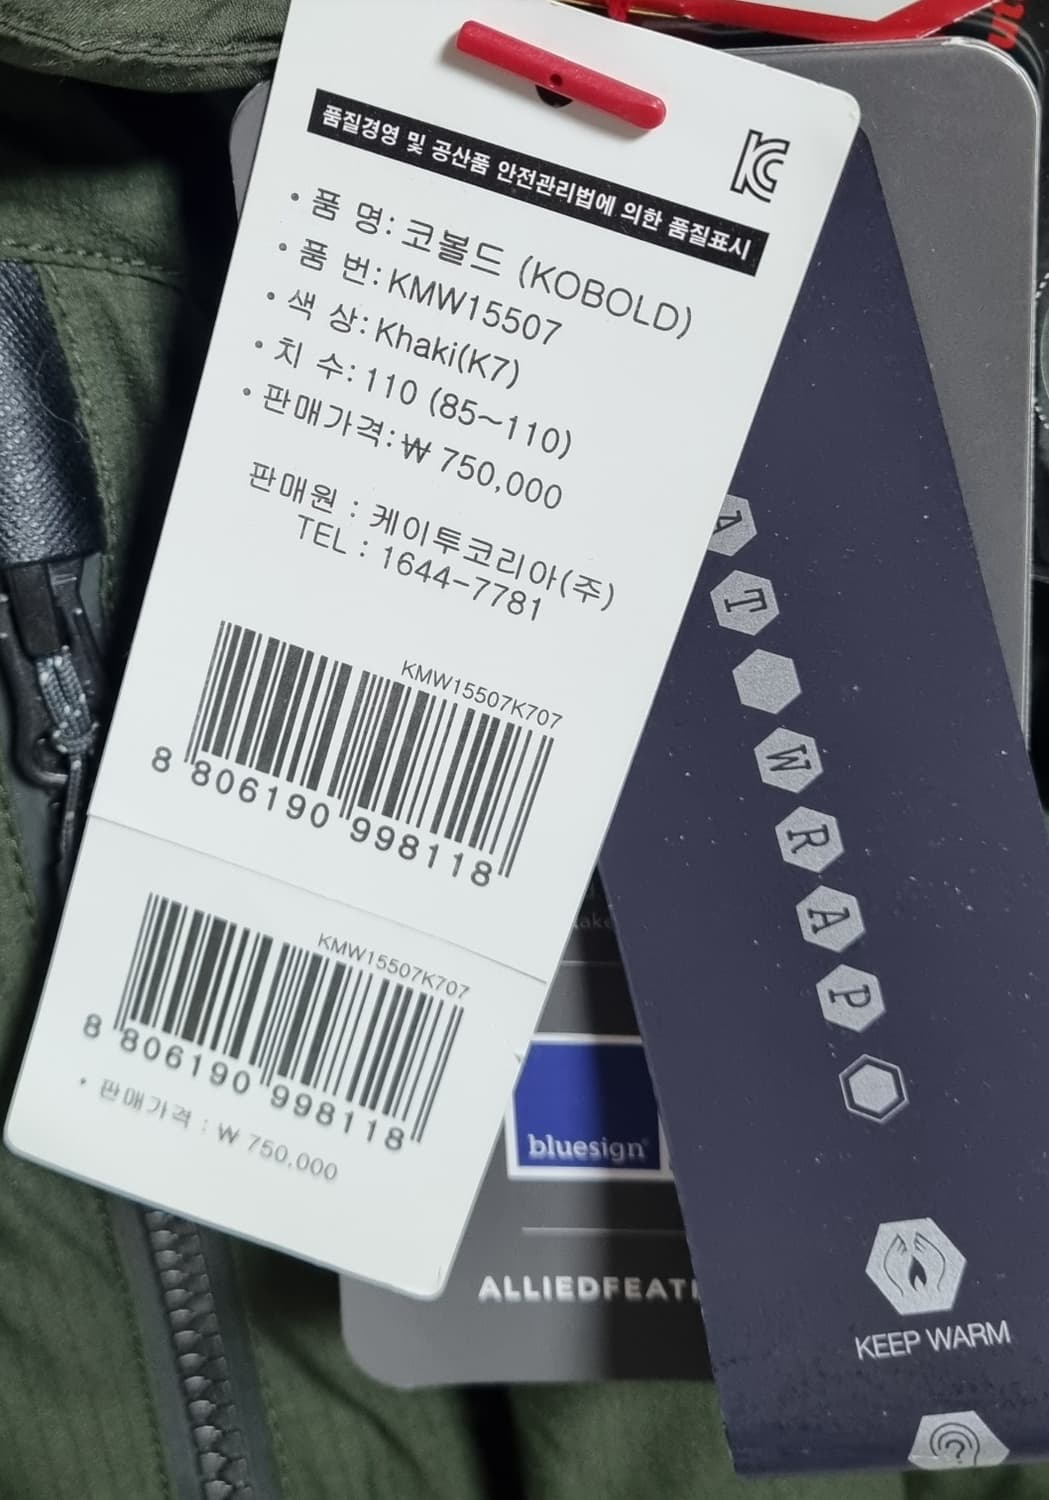 품질경영 및 공산품 안전관리법에 의한 품질표시
• 품 명: 코볼드 (KOBOLD)
• 품 번: KMW15507
• 색 상: Khaki(K7)
• 치 수: 110 (85~110)
• 판매가격: ₩ 750,000
판매원 : 케이투코리아(주)
TEL : 1644-7781
KMW15507K707
8 806190 998118
KMW15507K707
8 806190 998118
• 판매가격 : ₩ 750,000
AT WRAP
bluesign®
ALLIEDFEAT
KEEP WARM